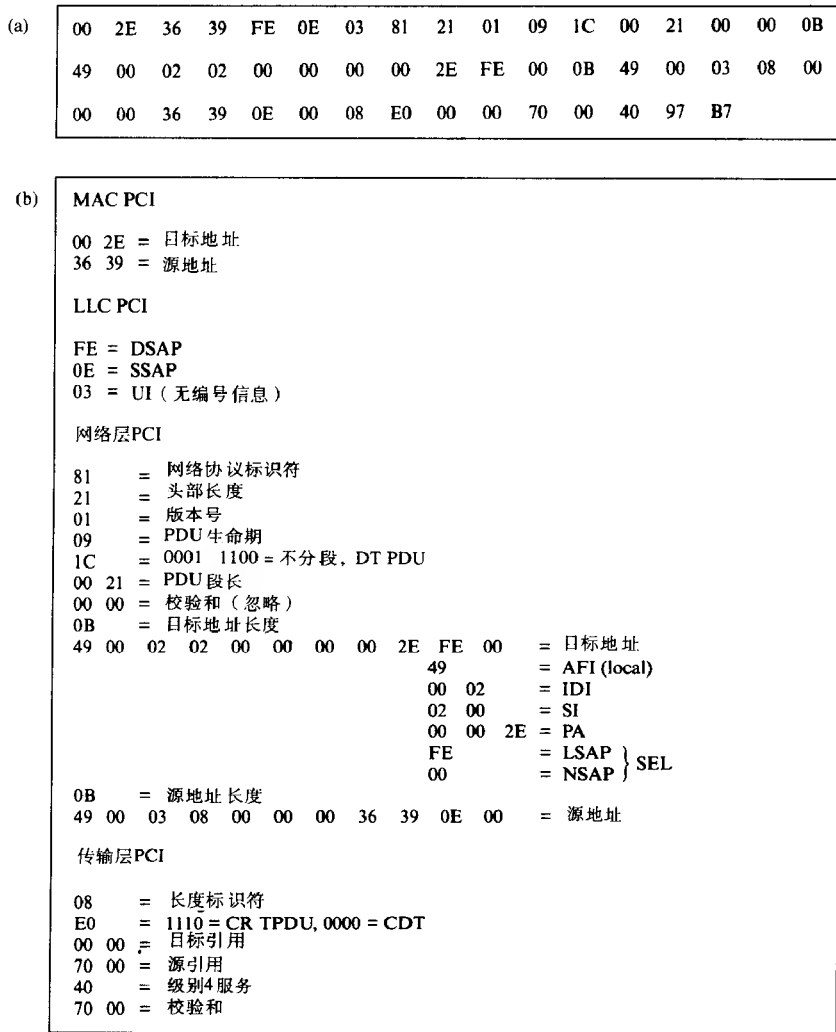 (a)
00 2E 36 39 FE 0E 03 81 21 01 09 1C 00 21 00 00 0B
49 00 02 02 00 00 00 00 2E FE 00 0B 49 00 03 08 00
00 00 36 39 0E 00 08 E0 00 00 70 00 40 97 B7
(b)
MAC PCI
00 2E = 目标地址
36 39 = 源地址
LLC PCI
FE = DSAP
0E = SSAP
03 = UI（无编号信息）
网络层PCI
81 = 网络协议标识符
21 = 头部长度
01 = 版本号
09 = PDU生命期
1C = 0001 1100 = 不分段, DT PDU
00 21 = PDU段长
00 00 = 校验和（忽略）
0B = 目标地址长度
49 00 02 02 00 00 00 00 2E FE 00 = 目标地址
49 = AFI (local)
00 02 = IDI
02 00 = SI
00 00 2E = PA
FE = LSAP
00 = NSAP } SEL
0B = 源地址长度
49 00 03 08 00 00 00 36 39 0E 00 = 源地址
传输层PCI
08 = 长度标识符
E0 = 1110 = CR TPDU, 0000 = CDT
00 00 = 目标引用
70 00 = 源引用
40 = 级别4服务
70 00 = 校验和